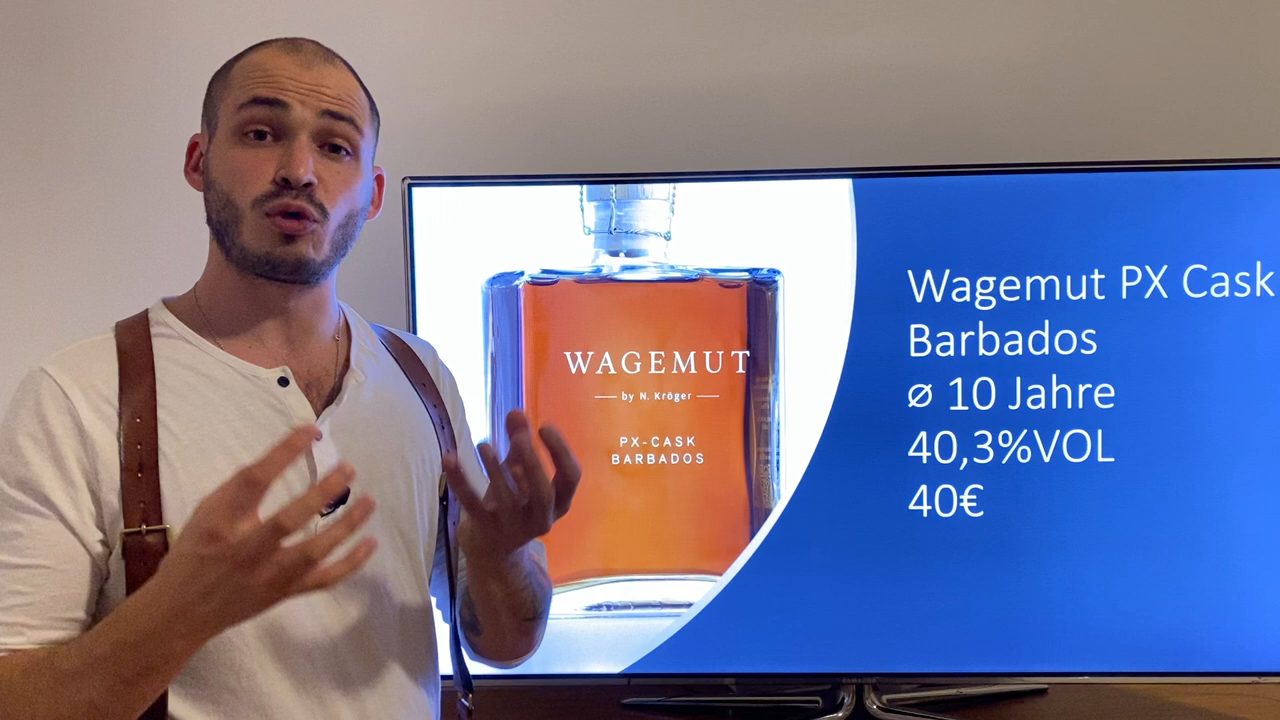 WAGEMUT
by N. Kröger
PX-CASK
BARBADOS
Wagemut PX Cask
Barbados
⌀ 10 Jahre
40,3%VOL
40€